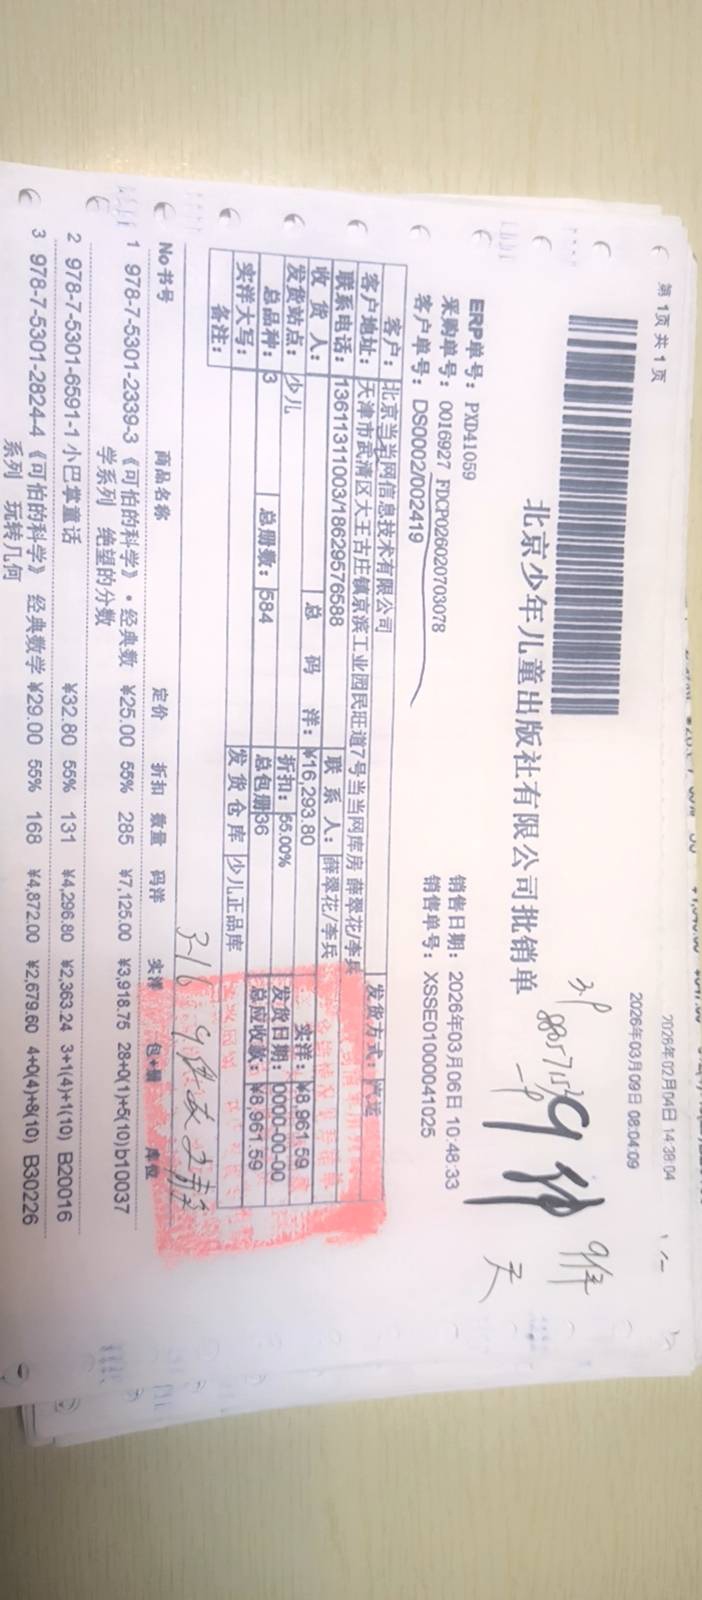 第 1页 共 1 页
2026年02月04日 14:38:04
2026年03月09日 08:04:09
北京少年儿童出版社有限公司批销单
9件
ERP单号: PXD41059
销售日期: 2026年03月06日 10:48:33
采购单号: 0016927 FDCP026020703078
销售单号: XSSE01000041025
客户单号: DS0002/002419
客户: 北京当当网信息技术有限公司
发货方式: 汽运
客户地址: 天津市武清区大王古庄镇京滨工业园民旺道7号当当网库房 薛翠花/李兵
联系电话: 13611311003/18629576588
联系人: 薛翠花/李兵
收货人:
总码洋: ¥16,293.80
实洋: ¥8,961.59
发货站点: 少儿
折扣: 55.00%
发货日期: 0000-00-00
总品种: 3
总册数: 584
总包册 36
总应收款: ¥8,961.59
实洋大写:
发货仓库 少儿正品库
备注:
3-16
No 书号 商品名称 定价 折扣 数量 码洋 实洋 包+册 库位
1 978-7-5301-2339-3 《可怕的科学》•经典数 ¥25.00 55% 285 ¥7,125.00 ¥3,918.75 28+0(1)+5(10) b10037
学系列 绝望的分数
2 978-7-5301-6591-1 小巴掌童话 ¥32.80 55% 131 ¥4,296.80 ¥2,363.24 3+1(4)+1(10) B20016
3 978-7-5301-2824-4 《可怕的科学》 经典数学 ¥29.00 55% 168 ¥4,872.00 ¥2,679.60 4+0(4)+8(10) B30226
系列 玩转几何